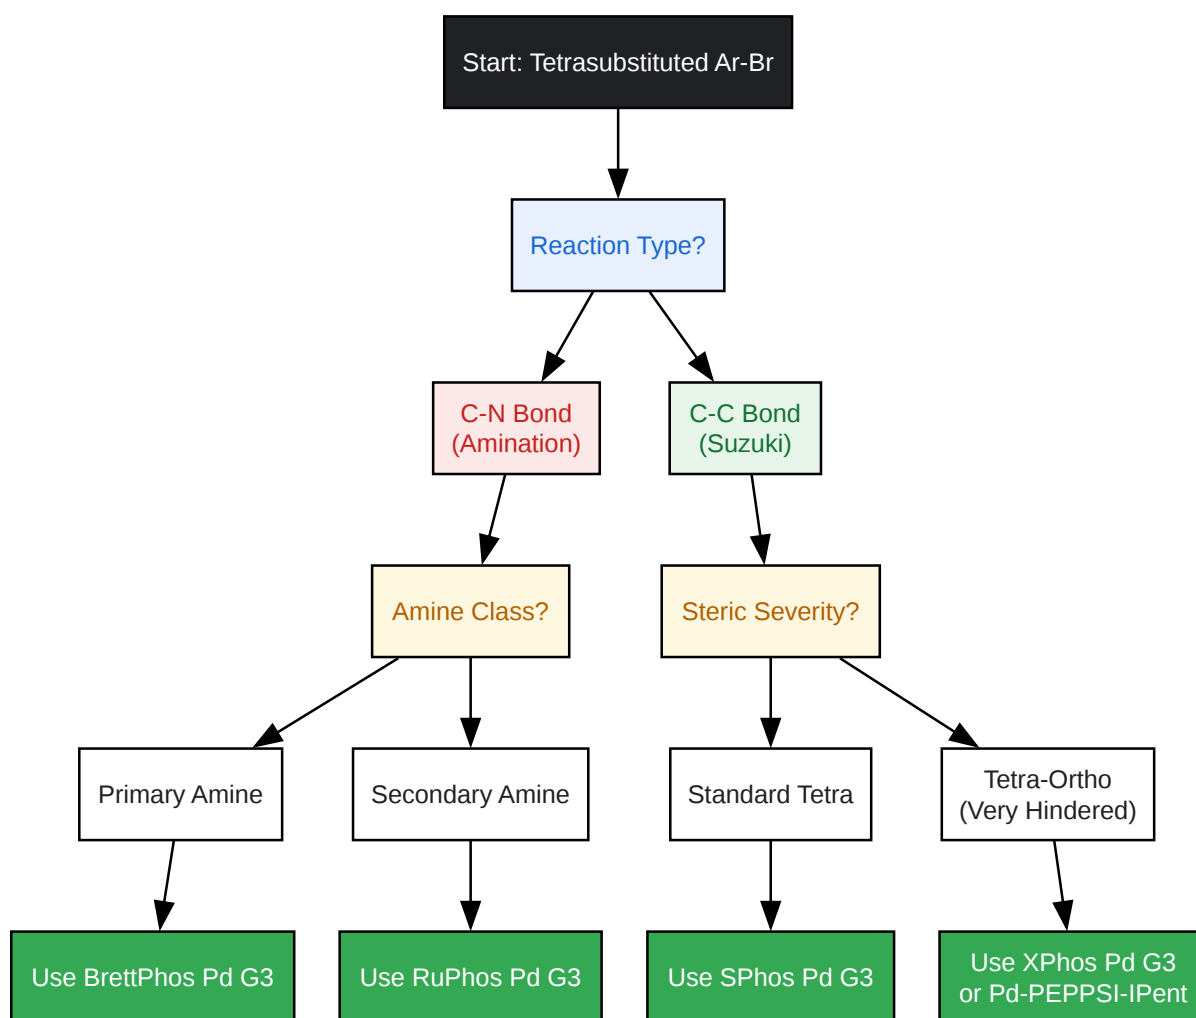 Start: Tetrasubstituted Ar-Br
Reaction Type?
C-N Bond
(Amination)
C-C Bond
(Suzuki)
Amine Class?
Steric Severity?
Primary Amine
Secondary Amine
Standard Tetra
Tetra-Ortho
(Very Hindered)
Use BrettPhos Pd G3
Use RuPhos Pd G3
Use SPhos Pd G3
Use XPhos Pd G3
or Pd-PEPPSI-IPent